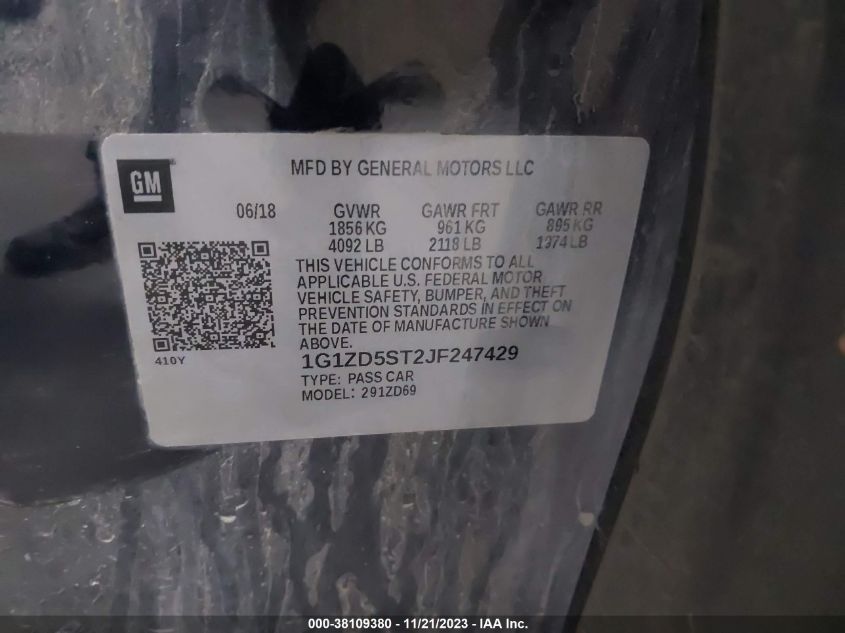 GM
MFD BY GENERAL MOTORS LLC
06/18 GVWR GAWR FRT GAWR RR
1856 KG 961 KG 895 KG
4092 LB 2118 LB 1974 LB
THIS VEHICLE CONFORMS TO ALL
APPLICABLE U.S. FEDERAL MOTOR
VEHICLE SAFETY, BUMPER, AND THEFT
PREVENTION STANDARDS IN EFFECT ON
THE DATE OF MANUFACTURE SHOWN
ABOVE.
410Y
1G1ZD5ST2JF247429
TYPE: PASS CAR
MODEL: 291ZD69
000-38109380 - 11/21/2023 - IAA Inc.